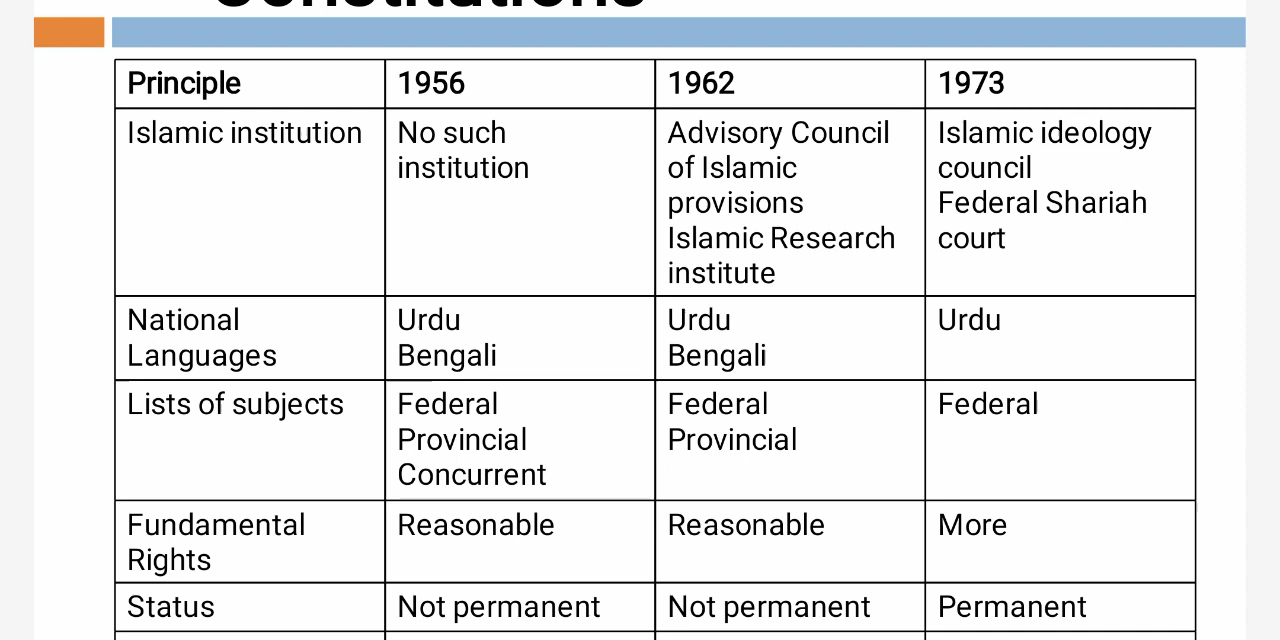 Constitutions
Principle 1956 1962 1973
Islamic institution No such Advisory Council Islamic ideology
institution of Islamic council
provisions Federal Shariah
Islamic Research court
institute
National Urdu Urdu Urdu
Languages Bengali Bengali
Lists of subjects Federal Federal Federal
Provincial Provincial
Concurrent
Fundamental Reasonable Reasonable More
Rights
Status Not permanent Not permanent Permanent